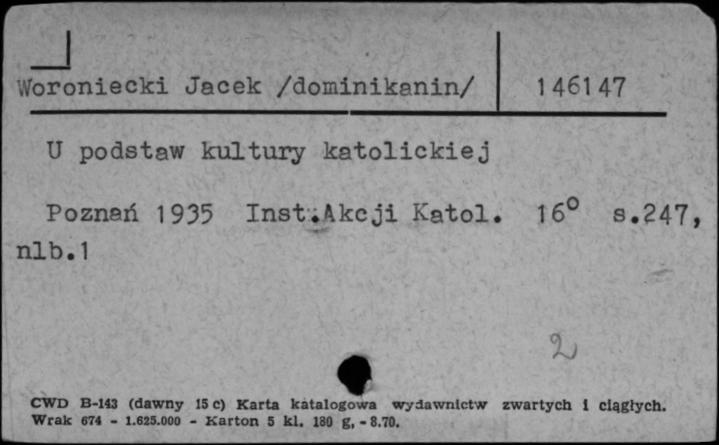 Woroniecki Jacek /dominikanin/ 146147
U podstaw kultury katolickiej
Poznań 1935 Inst.Akcji Katol. 16° s.247,
nlb.1
2
CWD B-143 (dawny 15 c) Karta katalogowa wydawnictw zwartych i ciągłych.
Wrak 674 - 1.625.000 - Karton 5 kl. 180 g. - 8.70.